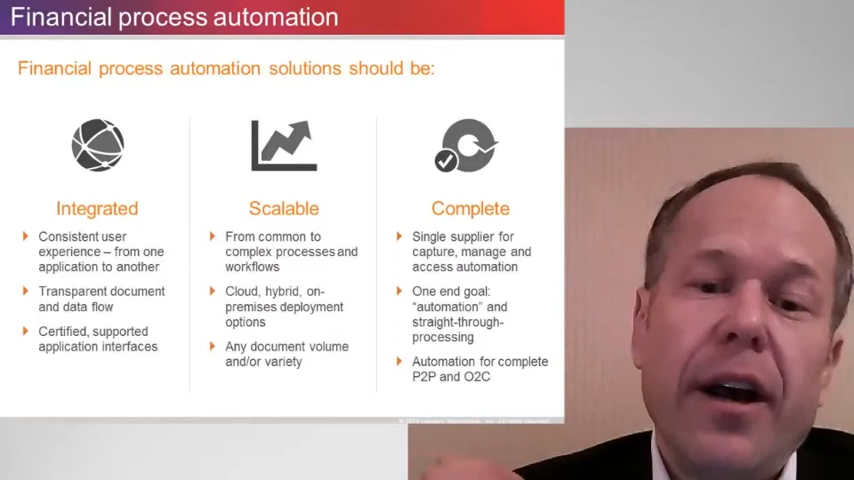 Financial process automation
Financial process automation solutions should be:
Integrated
Consistent user
experience – from one
application to another
Transparent document
and data flow
Certified, supported
application interfaces
Scalable
From common to
complex processes and
workflows
Cloud, hybrid, on-
premises deployment
options
Any document volume
and/or variety
Complete
Single supplier for
capture, manage and
access automation
One end goal:
“automation” and
straight-through-
processing
Automation for complete
P2P and O2C